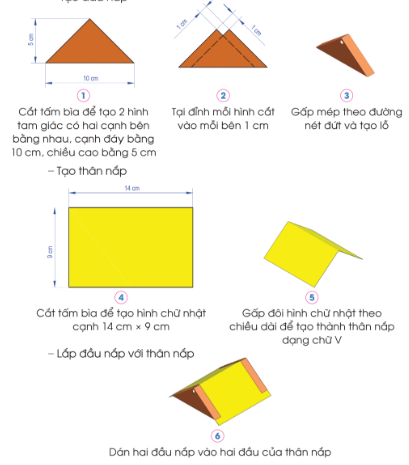 5 cm
10 cm
1 cm
1 cm
1
2
3
Cắt tấm bìa để tạo 2 hình
tam giác có hai cạnh bên
bằng nhau, cạnh đáy bằng
10 cm, chiều cao bằng 5 cm
Tại đỉnh mỗi hình cắt
vào mỗi bên 1 cm
Gấp mép theo đường
nét đứt và tạo lỗ
– Tạo thân nắp
14 cm
9 cm
4
5
Cắt tấm bìa để tạo hình chữ nhật
cạnh 14 cm × 9 cm
Gấp đôi hình chữ nhật theo
chiều dài để tạo thành thân nắp
dạng chữ V
– Lắp đầu nắp với thân nắp
6
Dán hai đầu nắp vào hai đầu của thân nắp